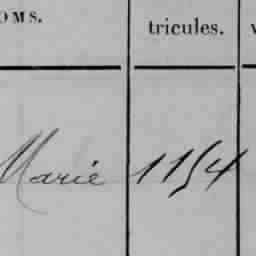 OMS. tricules. v
Marie 1154